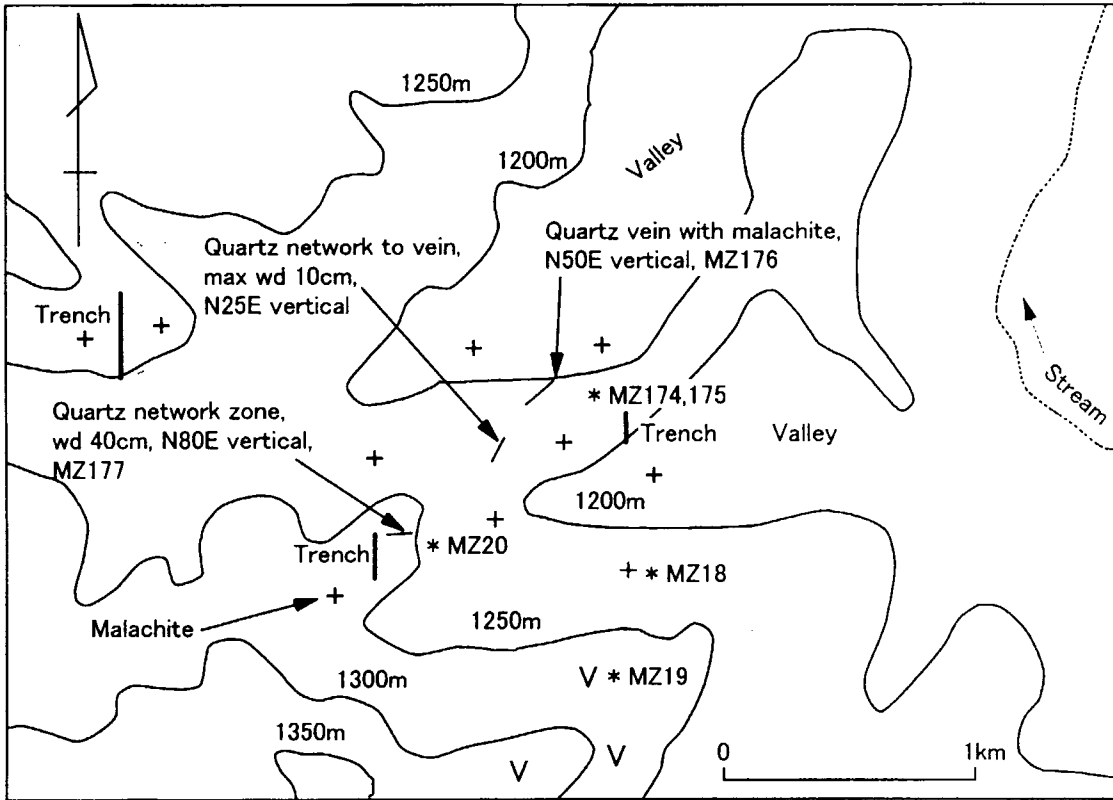 1250m
1200m
Valley
Quartz network to vein,
max wd 10cm,
N25E vertical
Quartz vein with malachite,
N50E vertical, MZ176
Trench
Stream
* MZ174,175
Trench
Valley
Quartz network zone,
wd 40cm, N80E vertical,
MZ177
1200m
Trench
* MZ20
* MZ18
Malachite
1250m
1300m
V * MZ19
1350m
V
V
0
1km